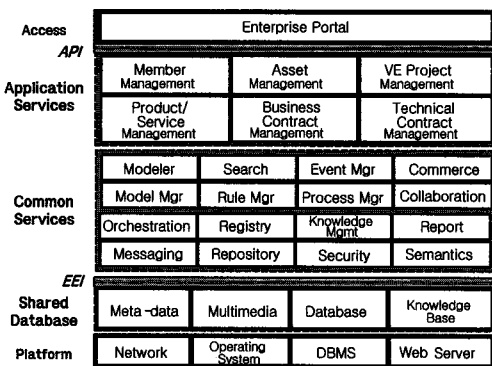 Access
Enterprise Portal
API
Application
Services
Member
Management
Asset
Management
VE Project
Management
Product/
Service
Management
Business
Contract
Management
Technical
Contract
Management
Common
Services
Modeler
Search
Event Mgr
Commerce
Model Mgr
Rule Mgr
Process Mgr
Collaboration
Orchestration
Registry
Knowledge
Mgmt
Report
Messaging
Repository
Security
Semantics
EEI
Shared
Database
Meta-data
Multimedia
Database
Knowledge
Base
Platform
Network
Operating
System
DBMS
Web Server